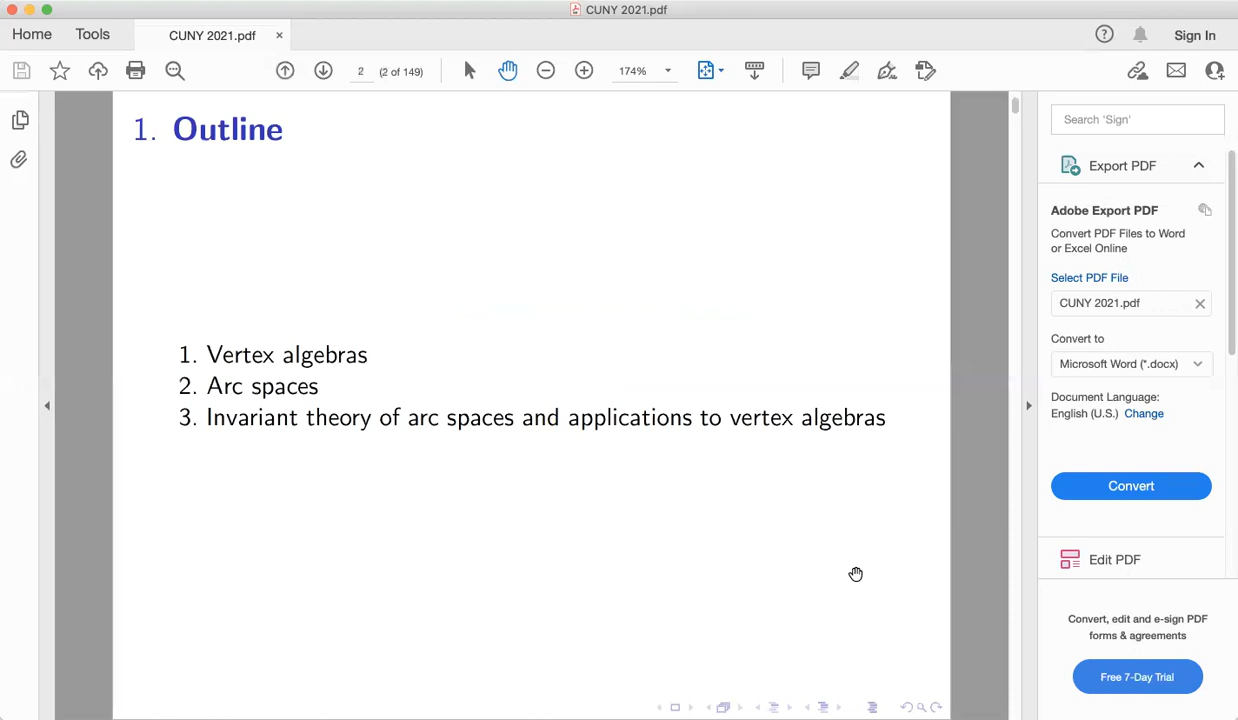 CUNY 2021.pdf
Home Tools CUNY 2021.pdf × Sign In
2 (2 of 149) 174%
Search 'Sign'
1. Outline
Export PDF
Adobe Export PDF
Convert PDF Files to Word
or Excel Online
Select PDF File
CUNY 2021.pdf
Convert to
Microsoft Word (*.docx)
Document Language:
English (U.S.) Change
1. Vertex algebras
2. Arc spaces
3. Invariant theory of arc spaces and applications to vertex algebras
Convert
Edit PDF
Convert, edit and e-sign PDF
forms & agreements
Free 7-Day Trial